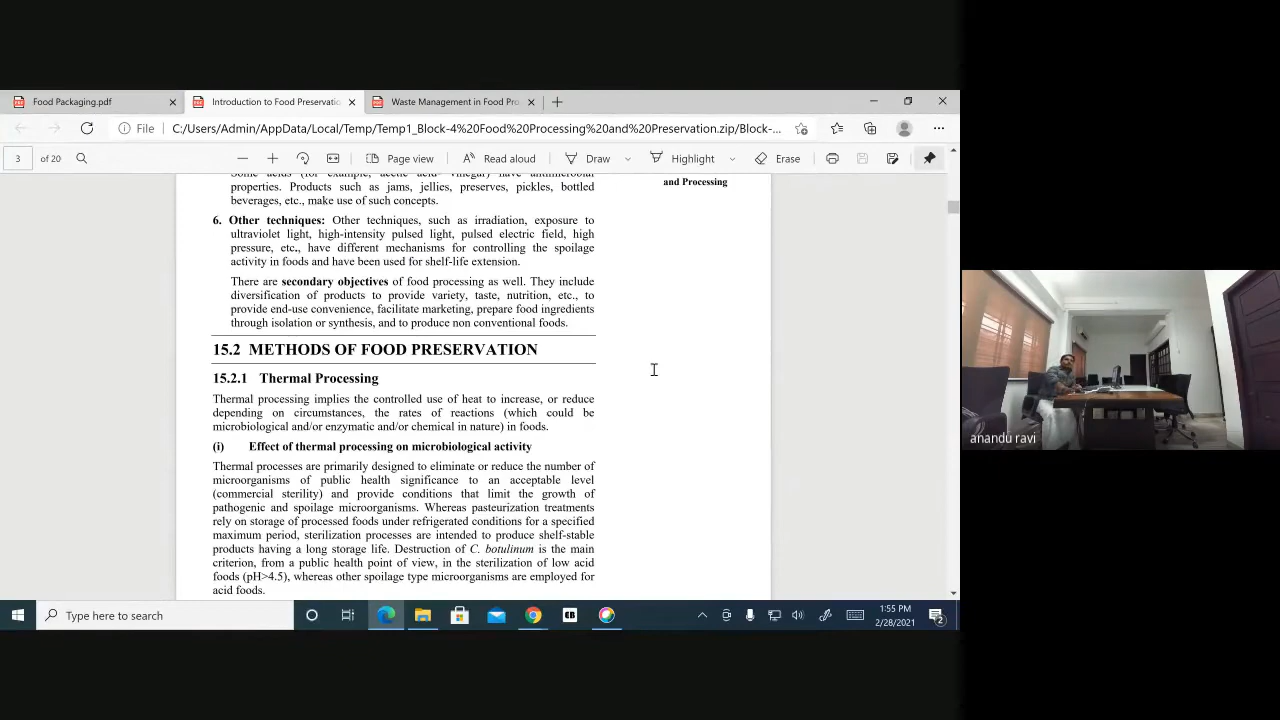 Food Packaging.pdf
Introduction to Food Preservatio
Waste Management in Food Pro
File
C:/Users/Admin/AppData/Local/Temp/Temp1_Block-4%20Food%20Processing%20and%20Preservation.zip/Block-...
3 of 20
Page view
Read aloud
Draw
Highlight
Erase
and Processing
Some acids (for example, acetic acid- vinegar) have antimicrobial
properties. Products such as jams, jellies, preserves, pickles, bottled
beverages, etc., make use of such concepts.
6. Other techniques: Other techniques, such as irradiation, exposure to
ultraviolet light, high-intensity pulsed light, pulsed electric field, high
pressure, etc., have different mechanisms for controlling the spoilage
activity in foods and have been used for shelf-life extension.
There are secondary objectives of food processing as well. They include
diversification of products to provide variety, taste, nutrition, etc., to
provide end-use convenience, facilitate marketing, prepare food ingredients
through isolation or synthesis, and to produce non conventional foods.
15.2 METHODS OF FOOD PRESERVATION
15.2.1 Thermal Processing
Thermal processing implies the controlled use of heat to increase, or reduce
depending on circumstances, the rates of reactions (which could be
microbiological and/or enzymatic and/or chemical in nature) in foods.
(i) Effect of thermal processing on microbiological activity
Thermal processes are primarily designed to eliminate or reduce the number of
microorganisms of public health significance to an acceptable level
(commercial sterility) and provide conditions that limit the growth of
pathogenic and spoilage microorganisms. Whereas pasteurization treatments
rely on storage of processed foods under refrigerated conditions for a specified
maximum period, sterilization processes are intended to produce shelf-stable
products having a long storage life. Destruction of C. botulinum is the main
criterion, from a public health point of view, in the sterilization of low acid
foods (pH>4.5), whereas other spoilage type microorganisms are employed for
acid foods.
anandu ravi
Type here to search
CB
1:55 PM
2/28/2021
2